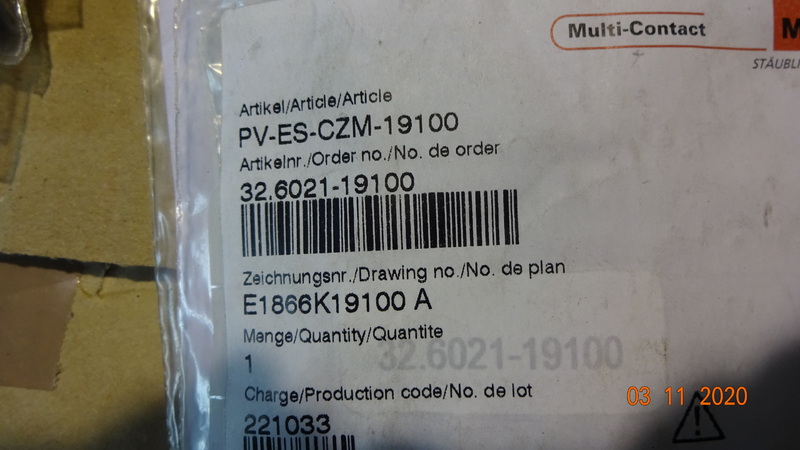 Multi-Contact
M
STÄUBLI
Artikel/Article/Article
PV-ES-CZM-19100
Artikelnr./Order no./No. de order
32.6021-19100
Zeichnungsnr./Drawing no./No. de plan
E1866K19100 A
Menge/Quantity/Quantite
1
32.6021-19100
Charge/Production code/No. de lot
221033
03 11 2020